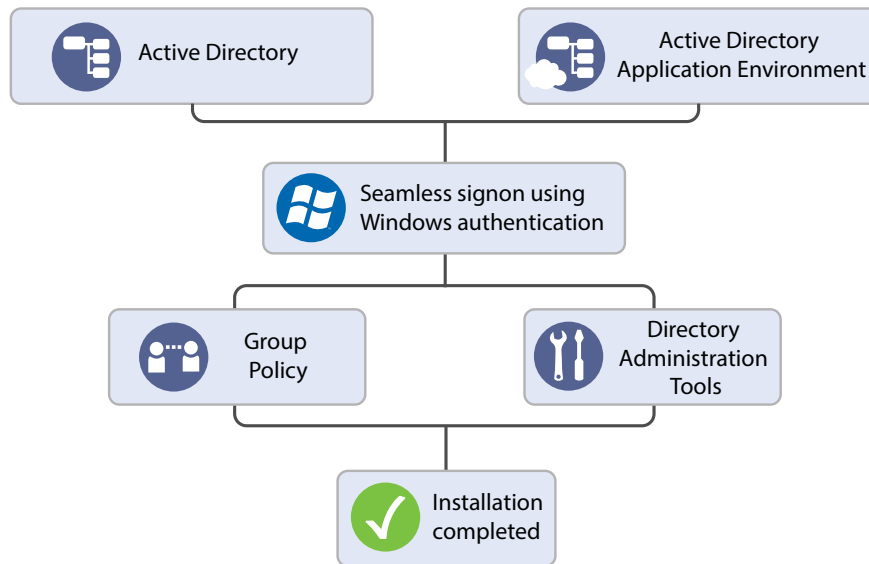 Active Directory
Active Directory
Application Environment
Seamless signon using
Windows authentication
Group
Policy
Directory
Administration
Tools
Installation
completed